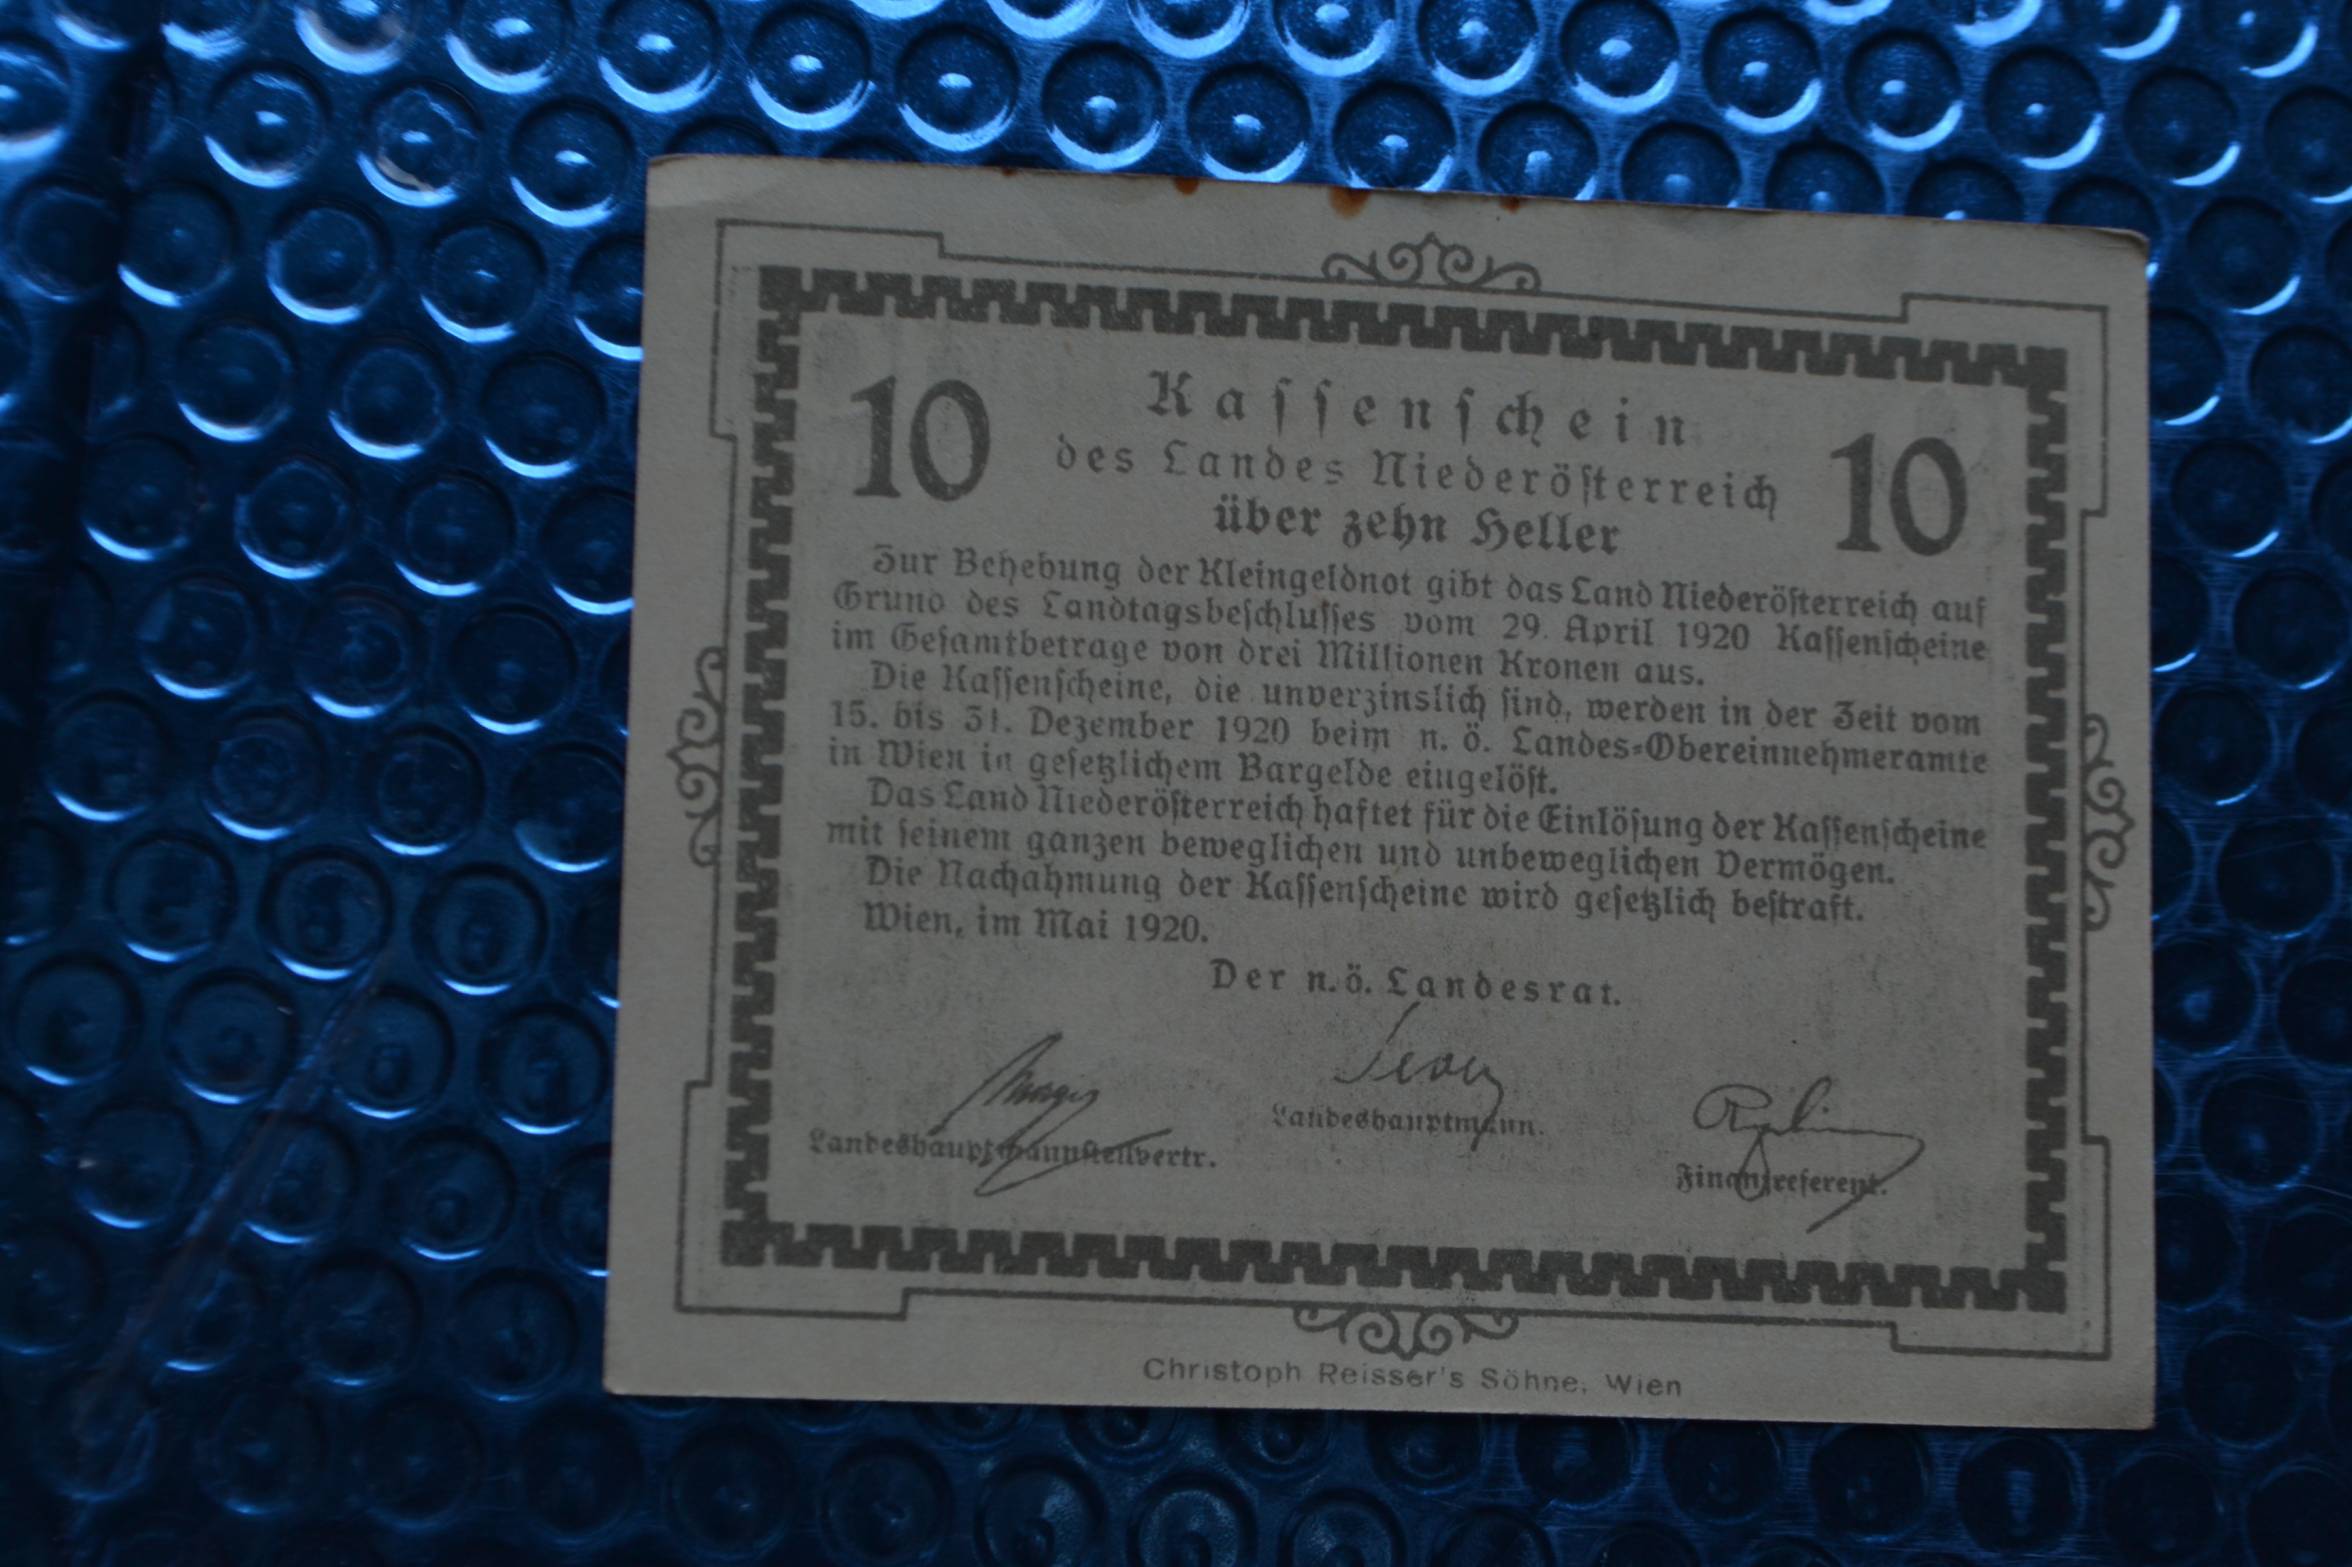 10 Kassenschein 10
des Landes Niederösterreich
über zehn Heller
Zur Behebung der Kleingeldnot gibt das Land Niederösterreich auf
Grund des Landtagsbeschlusses vom 29. April 1920 Kassenscheine
im Gesamtbetrage von drei Millionen Kronen aus.
Die Kassenscheine, die unverzinslich sind, werden in der Zeit vom
15. bis 31. Dezember 1920 beim n. ö. Landes-Obereinnehmeramte
in Wien in gesetzlichem Bargelde eingelöst.
Das Land Niederösterreich haftet für die Einlösung der Kassenscheine
mit seinem ganzen beweglichen und unbeweglichen Vermögen.
Die Nachahmung der Kassenscheine wird gesetzlich bestraft.
Wien, im Mai 1920.
Der n. ö. Landesrat.
Landeshauptmannstellvertr.
Landeshauptmann.
Finanzreferent.
Christoph Reisser's Söhne, Wien